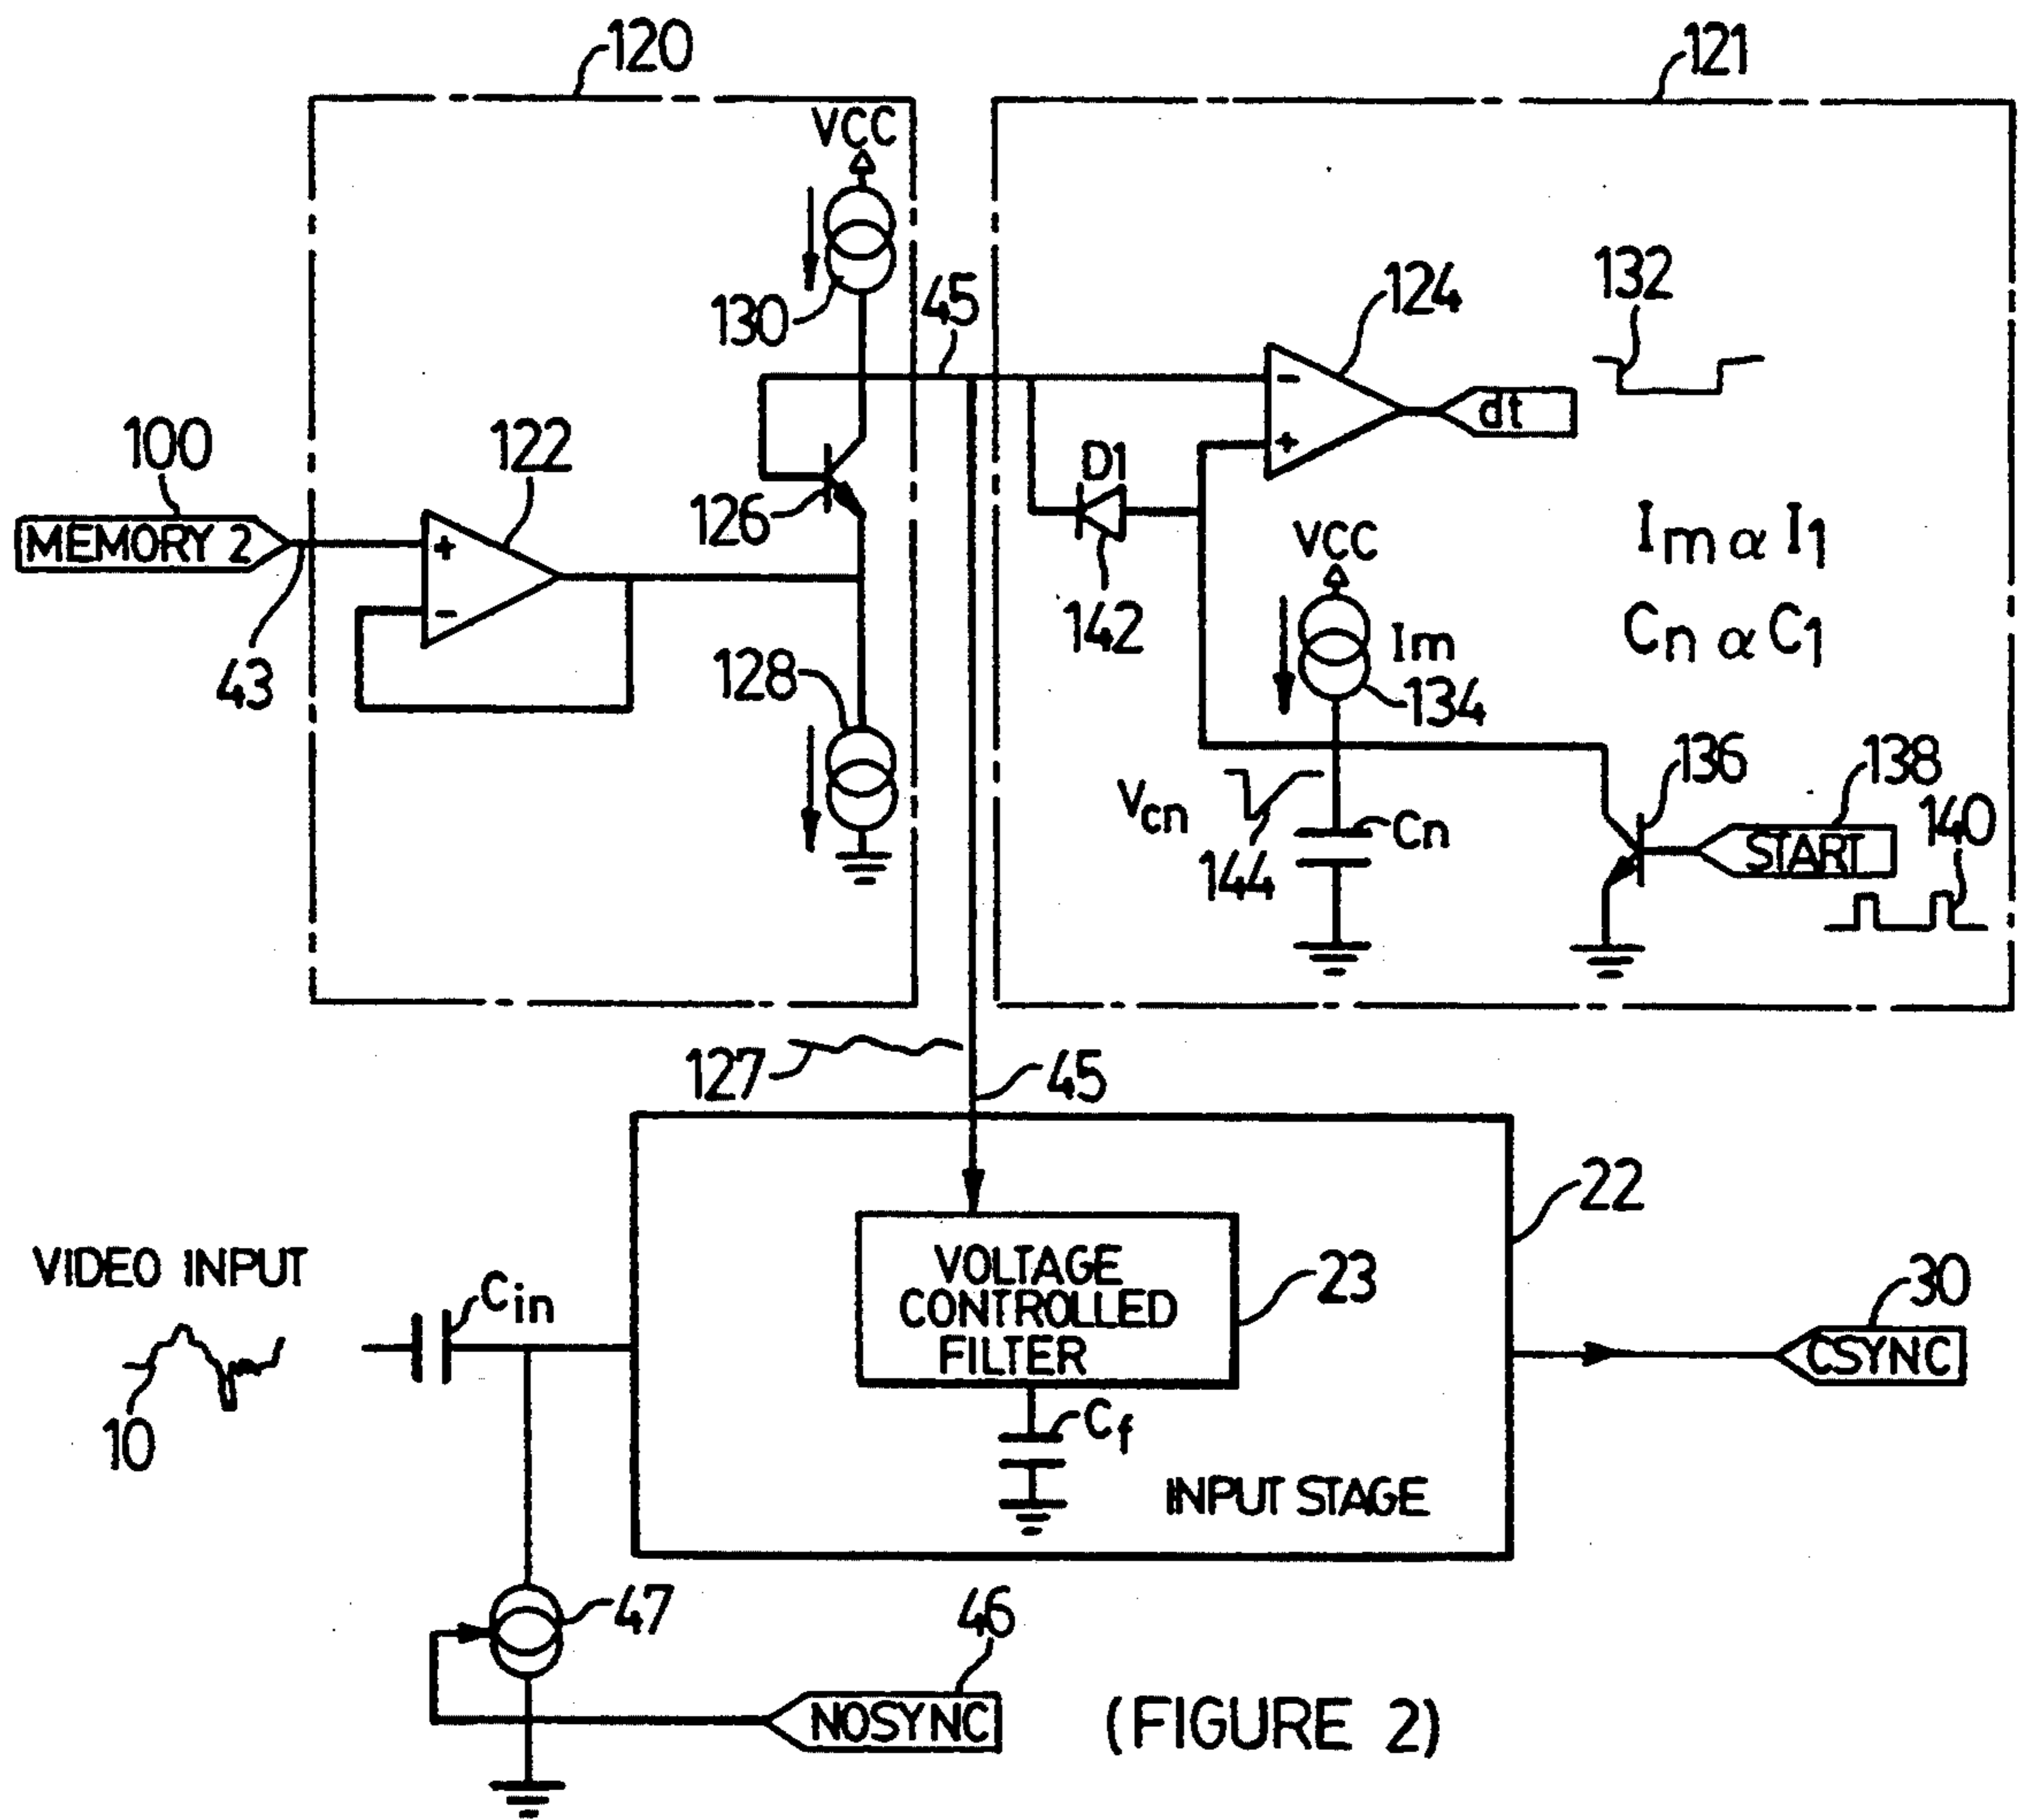 120
121
VCC
130
45
124
132
dt
100
MEMORY 2
122
126
D1
142
43
128
VCC
Im
134
Im α I1
Cn α C1
136
138
START
140
Vcn
144
Cn
127
45
22
VIDEO INPUT
10
Cin
VOLTAGE
CONTROLLED
FILTER
23
Cf
INPUT STAGE
30
CSYNC
47
46
NOSYNC
(FIGURE 2)